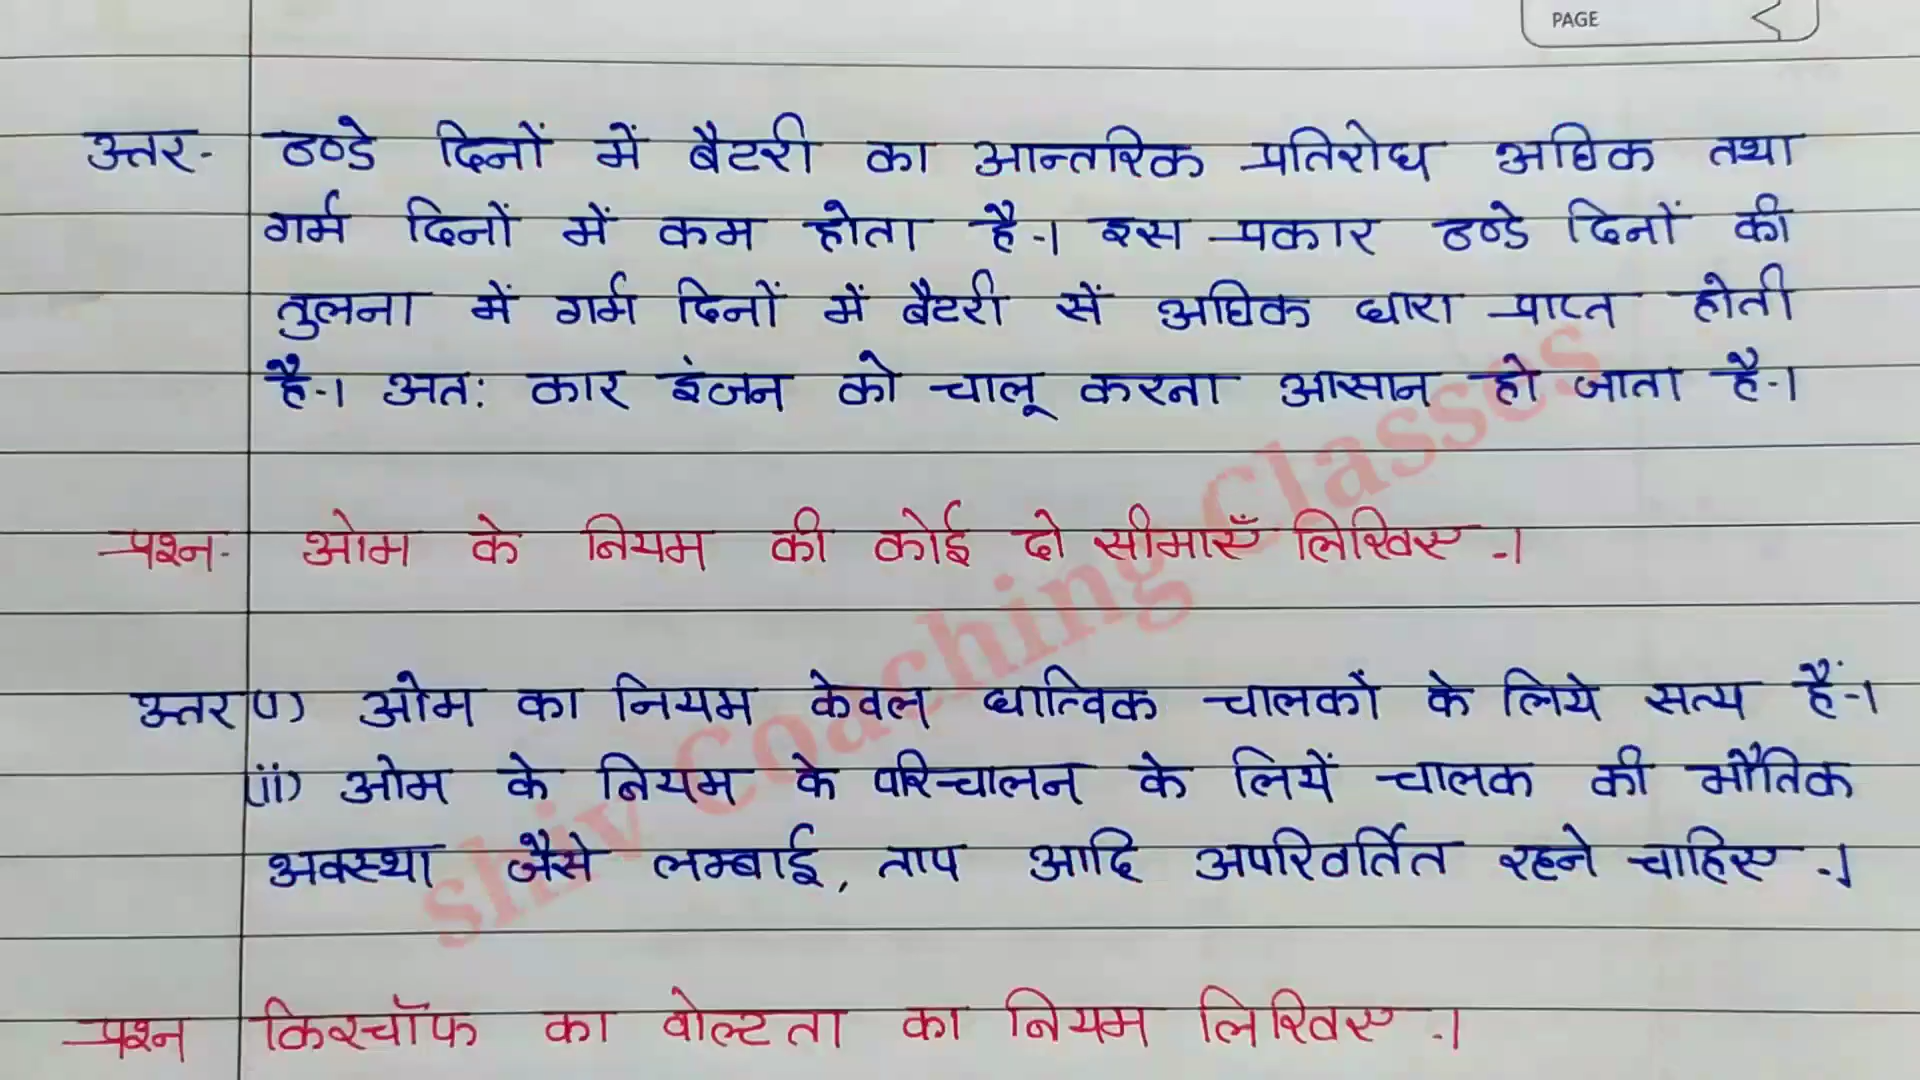 PAGE
उत्तर- ठण्डे दिनों में बैटरी का आन्तरिक प्रतिरोध अधिक तथा
गर्म दिनों में कम होता है। इस प्रकार ठण्डे दिनों की
तुलना में गर्म दिनों में बैटरी सें अधिक धारा प्राप्त होती
है। अत: कार इंजन को चालू करना आसान हो जाता है।
प्रश्न- ओम के नियम की कोई दो सीमाएँ लिखिए।
उत्तर (i) ओम का नियम केवल धात्विक चालकों के लिये सत्य हैं।
(ii) ओम के नियम के परिचालन के लियें चालक की भौतिक
अवस्था जैसे लम्बाई, ताप आदि अपरिवर्तित रहने चाहिए।
प्रश्न किरचॉफ का वोल्टता का नियम लिखिए।
Shiv Coaching Classes